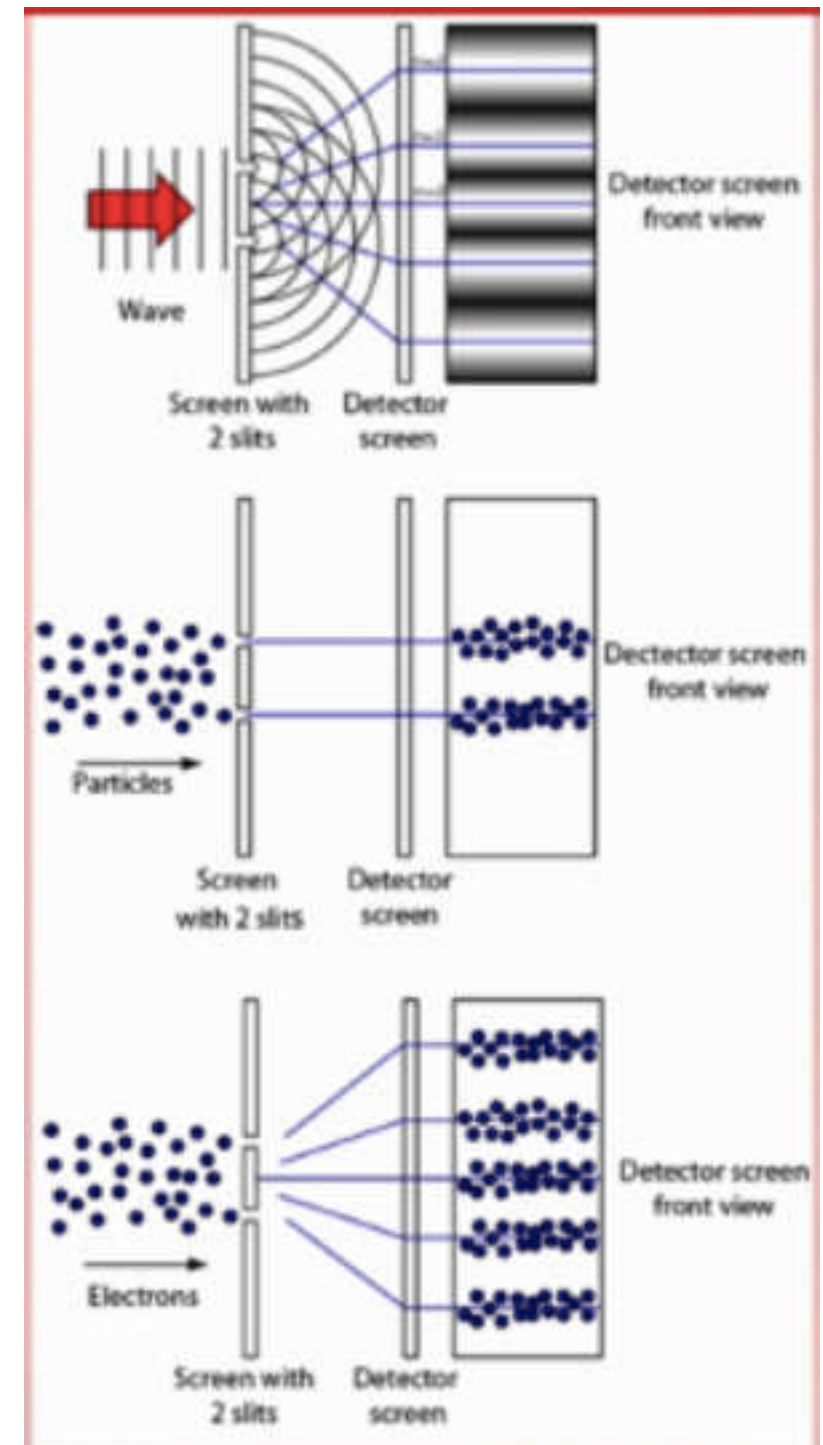 Detector screen
front view
Wave
Screen with
2 slits
Detector
screen
Dectector screen
front view
Particles
Screen
with 2 slits
Detector
screen
Detector screen
front view
Electrons
Screen with
2 slits
Detector
screen